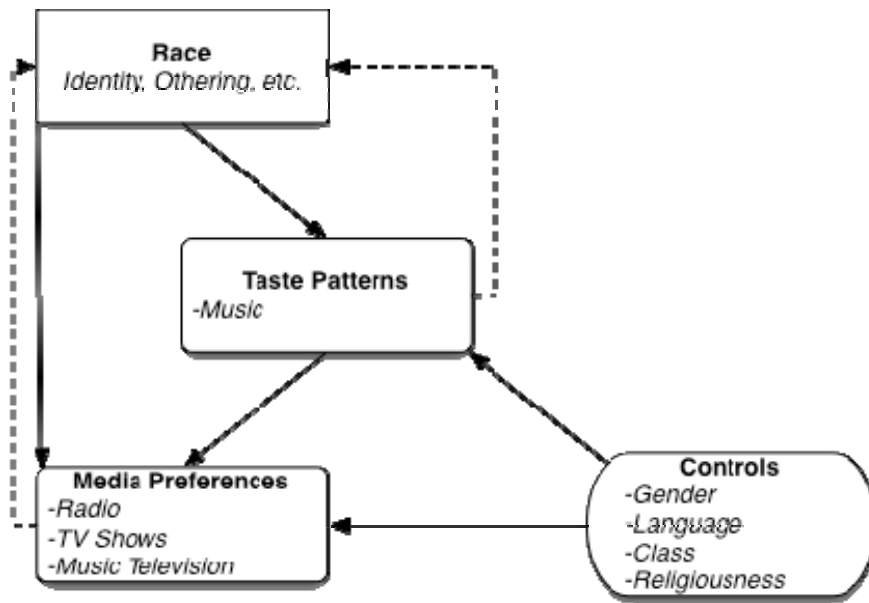 Race
Identity, Othering, etc.
Taste Patterns
-Music
Media Preferences
-Radio
-TV Shows
-Music Television
Controls
-Gender
-Language
-Class
-Religiousness